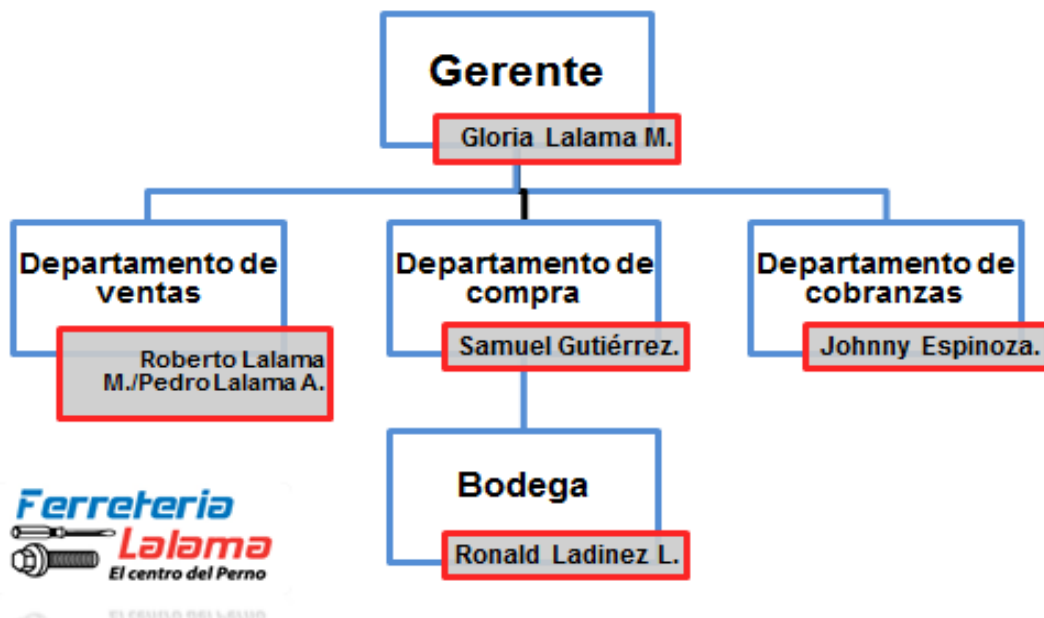 Gerente
Gloria Lalama M.
Departamento de
ventas
Roberto Lalama
M./Pedro Lalama A.
Departamento de
compra
Samuel Gutiérrez.
Departamento de
cobranzas
Johnny Espinoza.
Bodega
Ronald Ladinez L.
Ferreteria
Lalama
El centro del Perno